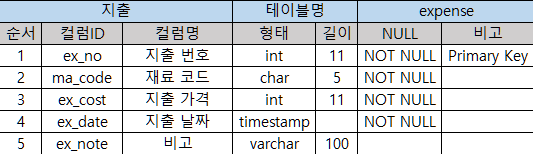 지출 테이블명 expense
순서 컬럼ID 컬럼명 형태 길이 NULL 비고
1 ex_no 지출 번호 int 11 NOT NULL Primary Key
2 ma_code 재료 코드 char 5 NOT NULL
3 ex_cost 지출 가격 int 11 NOT NULL
4 ex_date 지출 날짜 timestamp NOT NULL
5 ex_note 비고 varchar 100